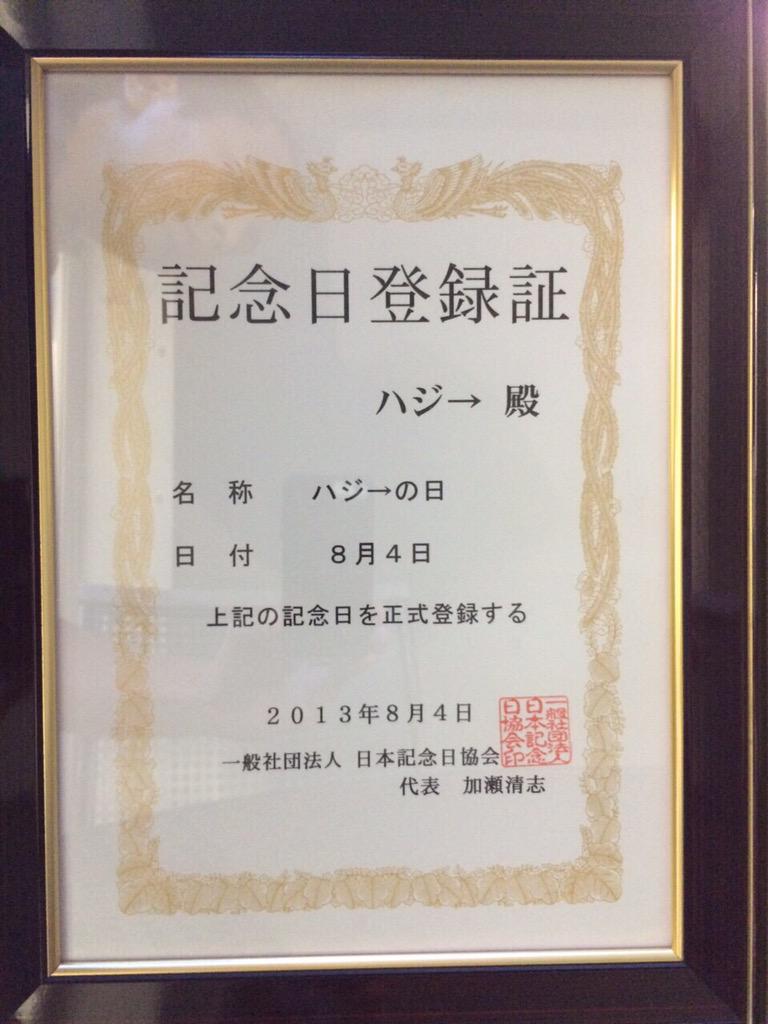 記念日登録証
ハジ→ 殿
名 称 ハジ→の日
日 付 8月4日
上記の記念日を正式登録する
2013年8月4日
一般社団法人 日本記念日協会
代表 加瀬清志
一般社団法人
日本記念
日協会印